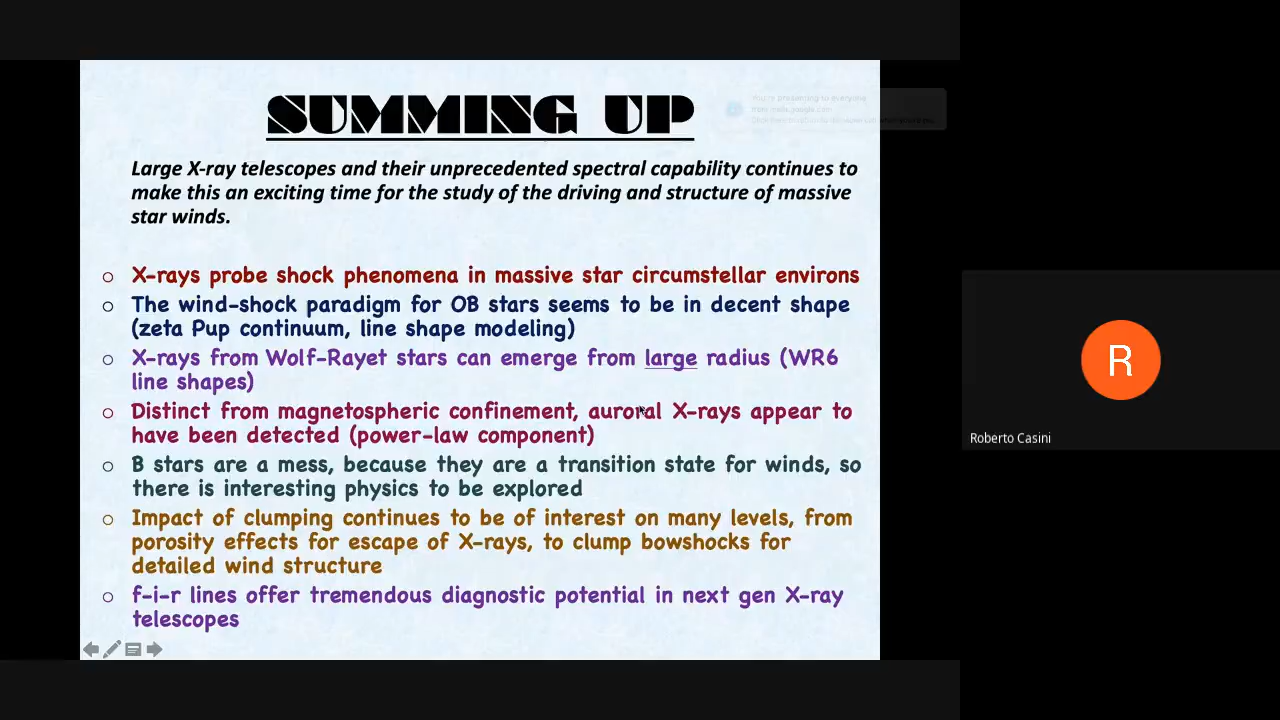 SUMMING UP
You're presenting to everyone
Large X-ray telescopes and their unprecedented spectral capability continues to
make this an exciting time for the study of the driving and structure of massive
star winds.
o X-rays probe shock phenomena in massive star circumstellar environs
o The wind-shock paradigm for OB stars seems to be in decent shape
(zeta Pup continuum, line shape modeling)
o X-rays from Wolf-Rayet stars can emerge from large radius (WR6
line shapes)
o Distinct from magnetospheric confinement, auroral X-rays appear to
have been detected (power-law component)
o B stars are a mess, because they are a transition state for winds, so
there is interesting physics to be explored
o Impact of clumping continues to be of interest on many levels, from
porosity effects for escape of X-rays, to clump bowshocks for
detailed wind structure
o f-i-r lines offer tremendous diagnostic potential in next gen X-ray
telescopes
R
Roberto Casini